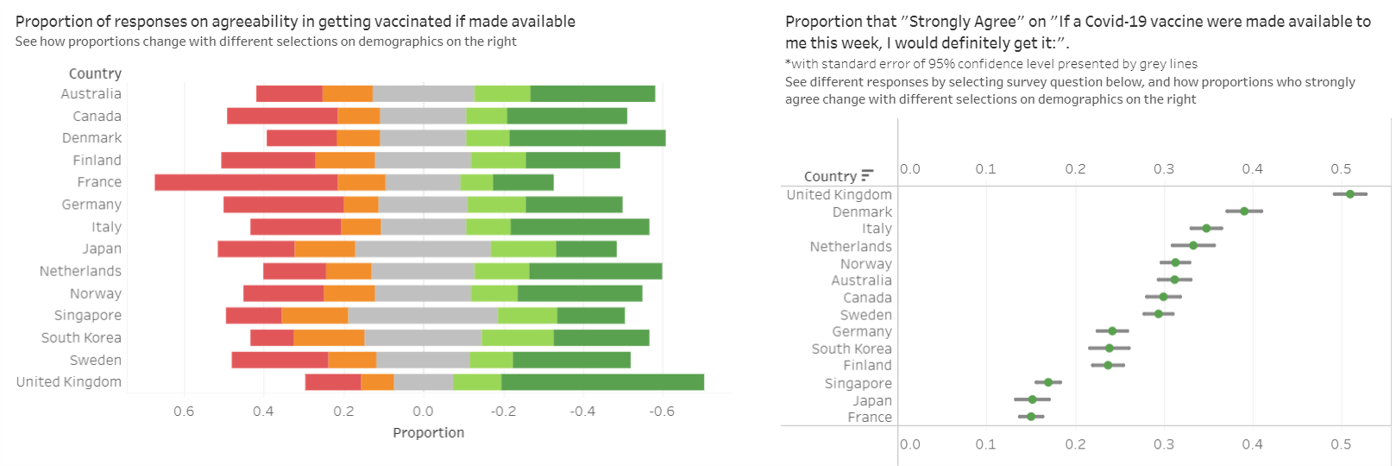 Proportion of responses on agreeability in getting vaccinated if made available
See how proportions change with different selections on demographics on the right
Country
Australia
Canada
Denmark
Finland
France
Germany
Italy
Japan
Netherlands
Norway
Singapore
South Korea
Sweden
United Kingdom
0.6 0.4 0.2 0.0 -0.2 -0.4 -0.6
Proportion
Proportion that "Strongly Agree" on "If a Covid-19 vaccine were made available to
me this week, I would definitely get it:".
*with standard error of 95% confidence level presented by grey lines
See different responses by selecting survey question below, and how proportions who strongly
agree change with different selections on demographics on the right
0.0 0.1 0.2 0.3 0.4 0.5
Country
United Kingdom
Denmark
Italy
Netherlands
Norway
Australia
Canada
Sweden
Germany
South Korea
Finland
Singapore
Japan
France
0.0 0.1 0.2 0.3 0.4 0.5